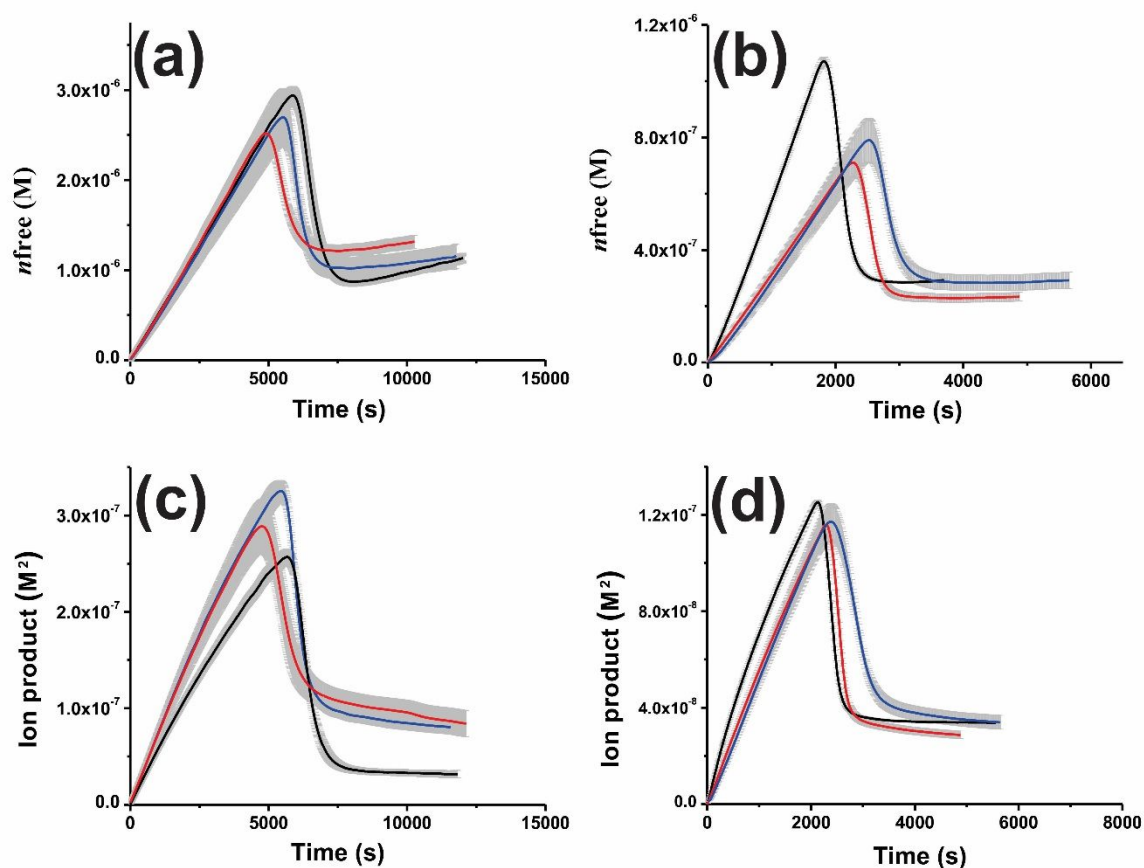 (a)
3.0x10⁻⁶
2.0x10⁻⁶
1.0x10⁻⁶
0.0
nfree (M)
0 5000 10000 15000
Time (s)
(b)
1.2x10⁻⁶
8.0x10⁻⁷
4.0x10⁻⁷
0.0
nfree (M)
0 2000 4000 6000
Time (s)
(c)
3.0x10⁻⁷
2.0x10⁻⁷
1.0x10⁻⁷
0.0
Ion product (M²)
0 5000 10000 15000
Time (s)
(d)
1.2x10⁻⁷
8.0x10⁻⁸
4.0x10⁻⁸
0.0
Ion product (M²)
0 2000 4000 6000 8000
Time (s)